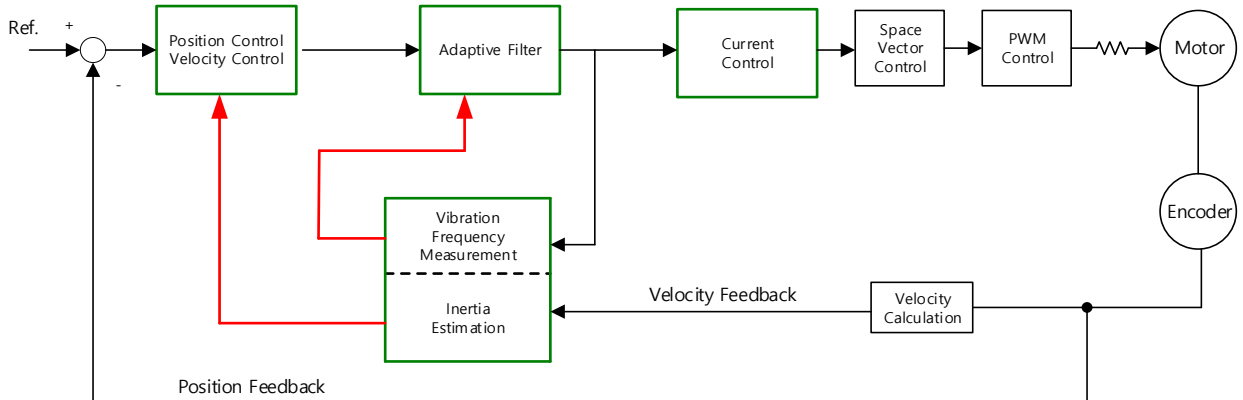 Ref.
+
-
Position Control
Velocity Control
Adaptive Filter
Current
Control
Space
Vector
Control
PWM
Control
Motor
Encoder
Vibration
Frequency
Measurement
Inertia
Estimation
Velocity Feedback
Velocity
Calculation
Position Feedback